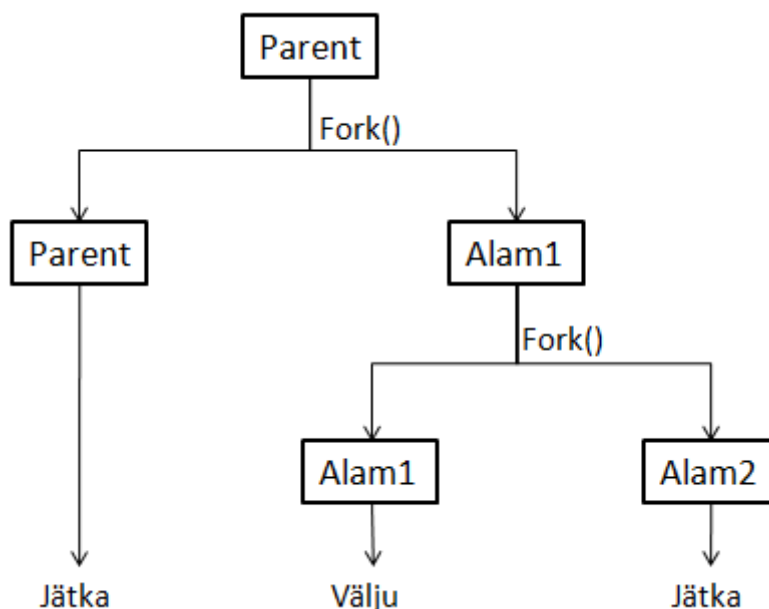 Parent
Fork()
Parent
Alam1
Fork()
Alam1
Alam2
Jätka
Välju
Jätka